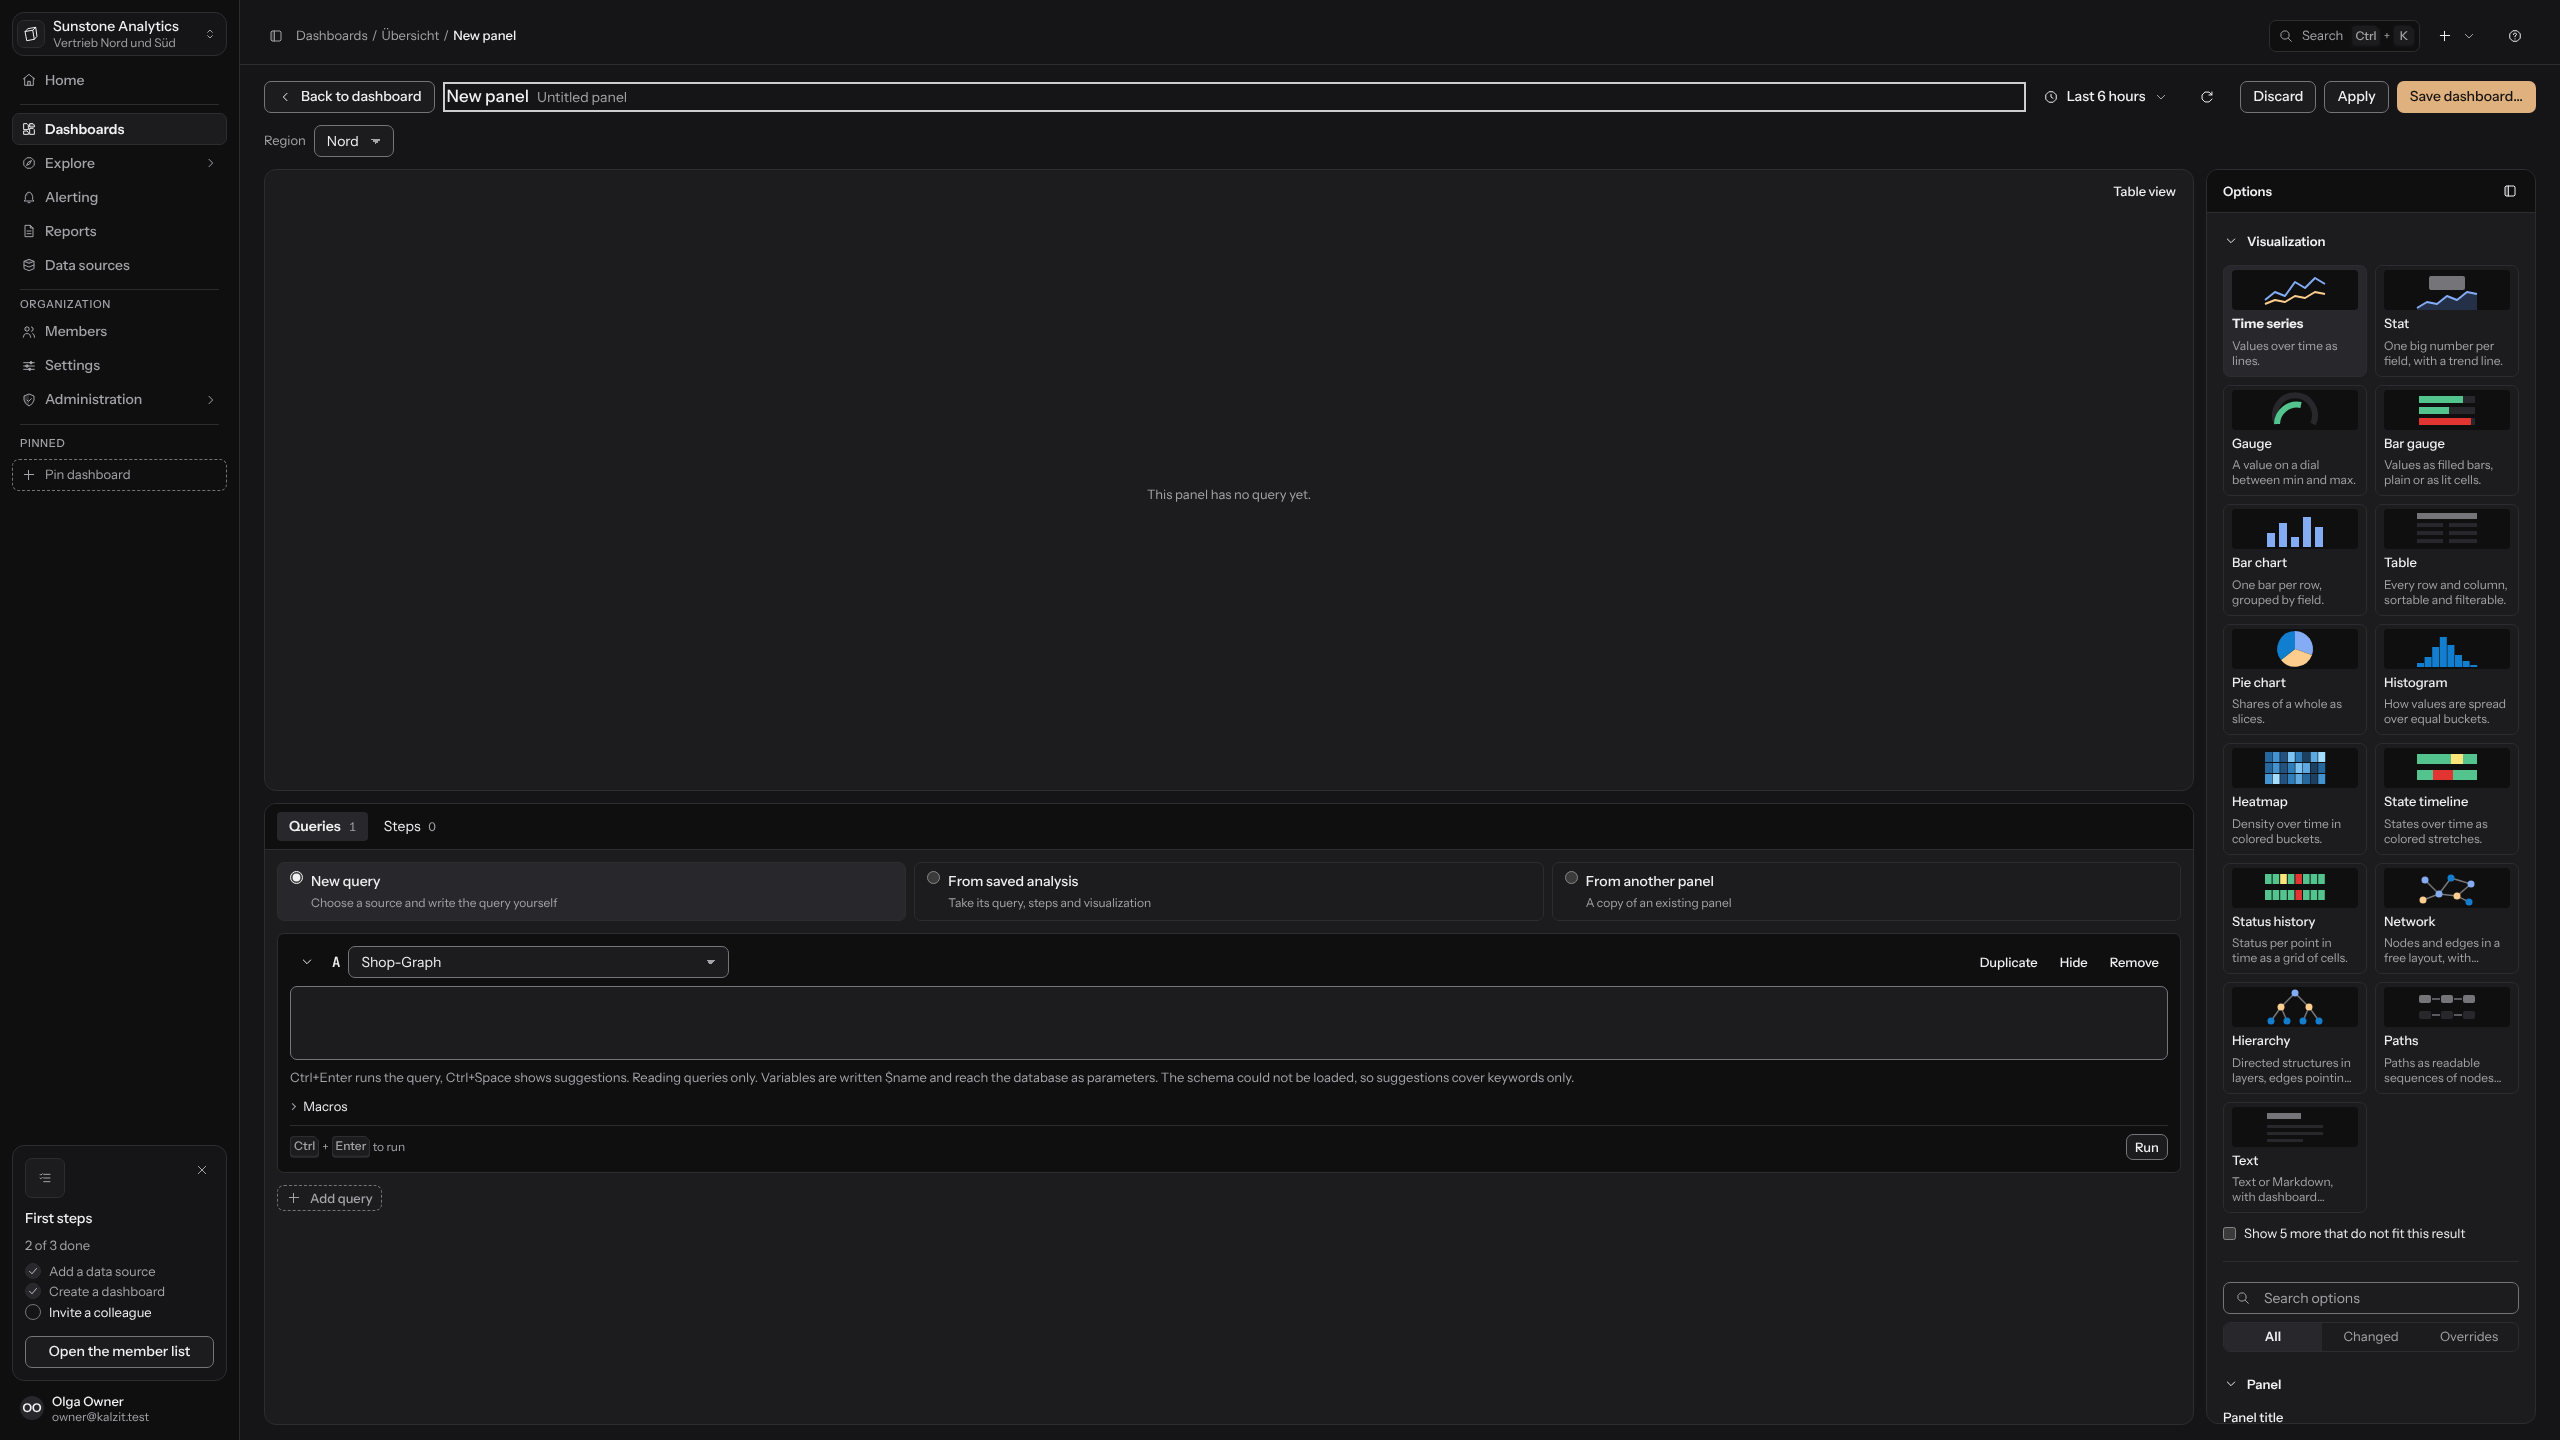 Sunstone Analytics
Vertrieb Nord und Süd
Home
Dashboards
Explore
Alerting
Reports
Data sources
ORGANIZATION
Members
Settings
Administration
PINNED
Pin dashboard
First steps
2 of 3 done
Add a data source
Create a dashboard
Invite a colleague
Open the member list
OO
Olga Owner
owner@kalzit.test
Dashboards / Übersicht / New panel
Search Ctrl + K
Back to dashboard
New panel Untitled panel
Last 6 hours
Discard
Apply
Save dashboard...
Region
Nord
Table view
This panel has no query yet.
Queries 1
Steps 0
New query
Choose a source and write the query yourself
From saved analysis
Take its query, steps and visualization
From another panel
A copy of an existing panel
A
Shop-Graph
Duplicate
Hide
Remove
Ctrl+Enter runs the query, Ctrl+Space shows suggestions. Reading queries only. Variables are written $name and reach the database as parameters. The schema could not be loaded, so suggestions cover keywords only.
Macros
Ctrl + Enter to run
Run
Add query
Options
Visualization
Time series
Values over time as
lines.
Stat
One big number per
field, with a trend line.
Gauge
A value on a dial
between min and max.
Bar gauge
Values as filled bars,
plain or as lit cells.
Bar chart
One bar per row,
grouped by field.
Table
Every row and column,
sortable and filterable.
Pie chart
Shares of a whole as
slices.
Histogram
How values are spread
over equal buckets.
Heatmap
Density over time in
colored buckets.
State timeline
States over time as
colored stretches.
Status history
Status per point in
time as a grid of cells.
Network
Nodes and edges in a
free layout, with...
Hierarchy
Directed structures in
layers, edges pointin...
Paths
Paths as readable
sequences of nodes...
Text
Text or Markdown,
with dashboard...
Show 5 more that do not fit this result
Search options
All
Changed
Overrides
Panel
Panel title